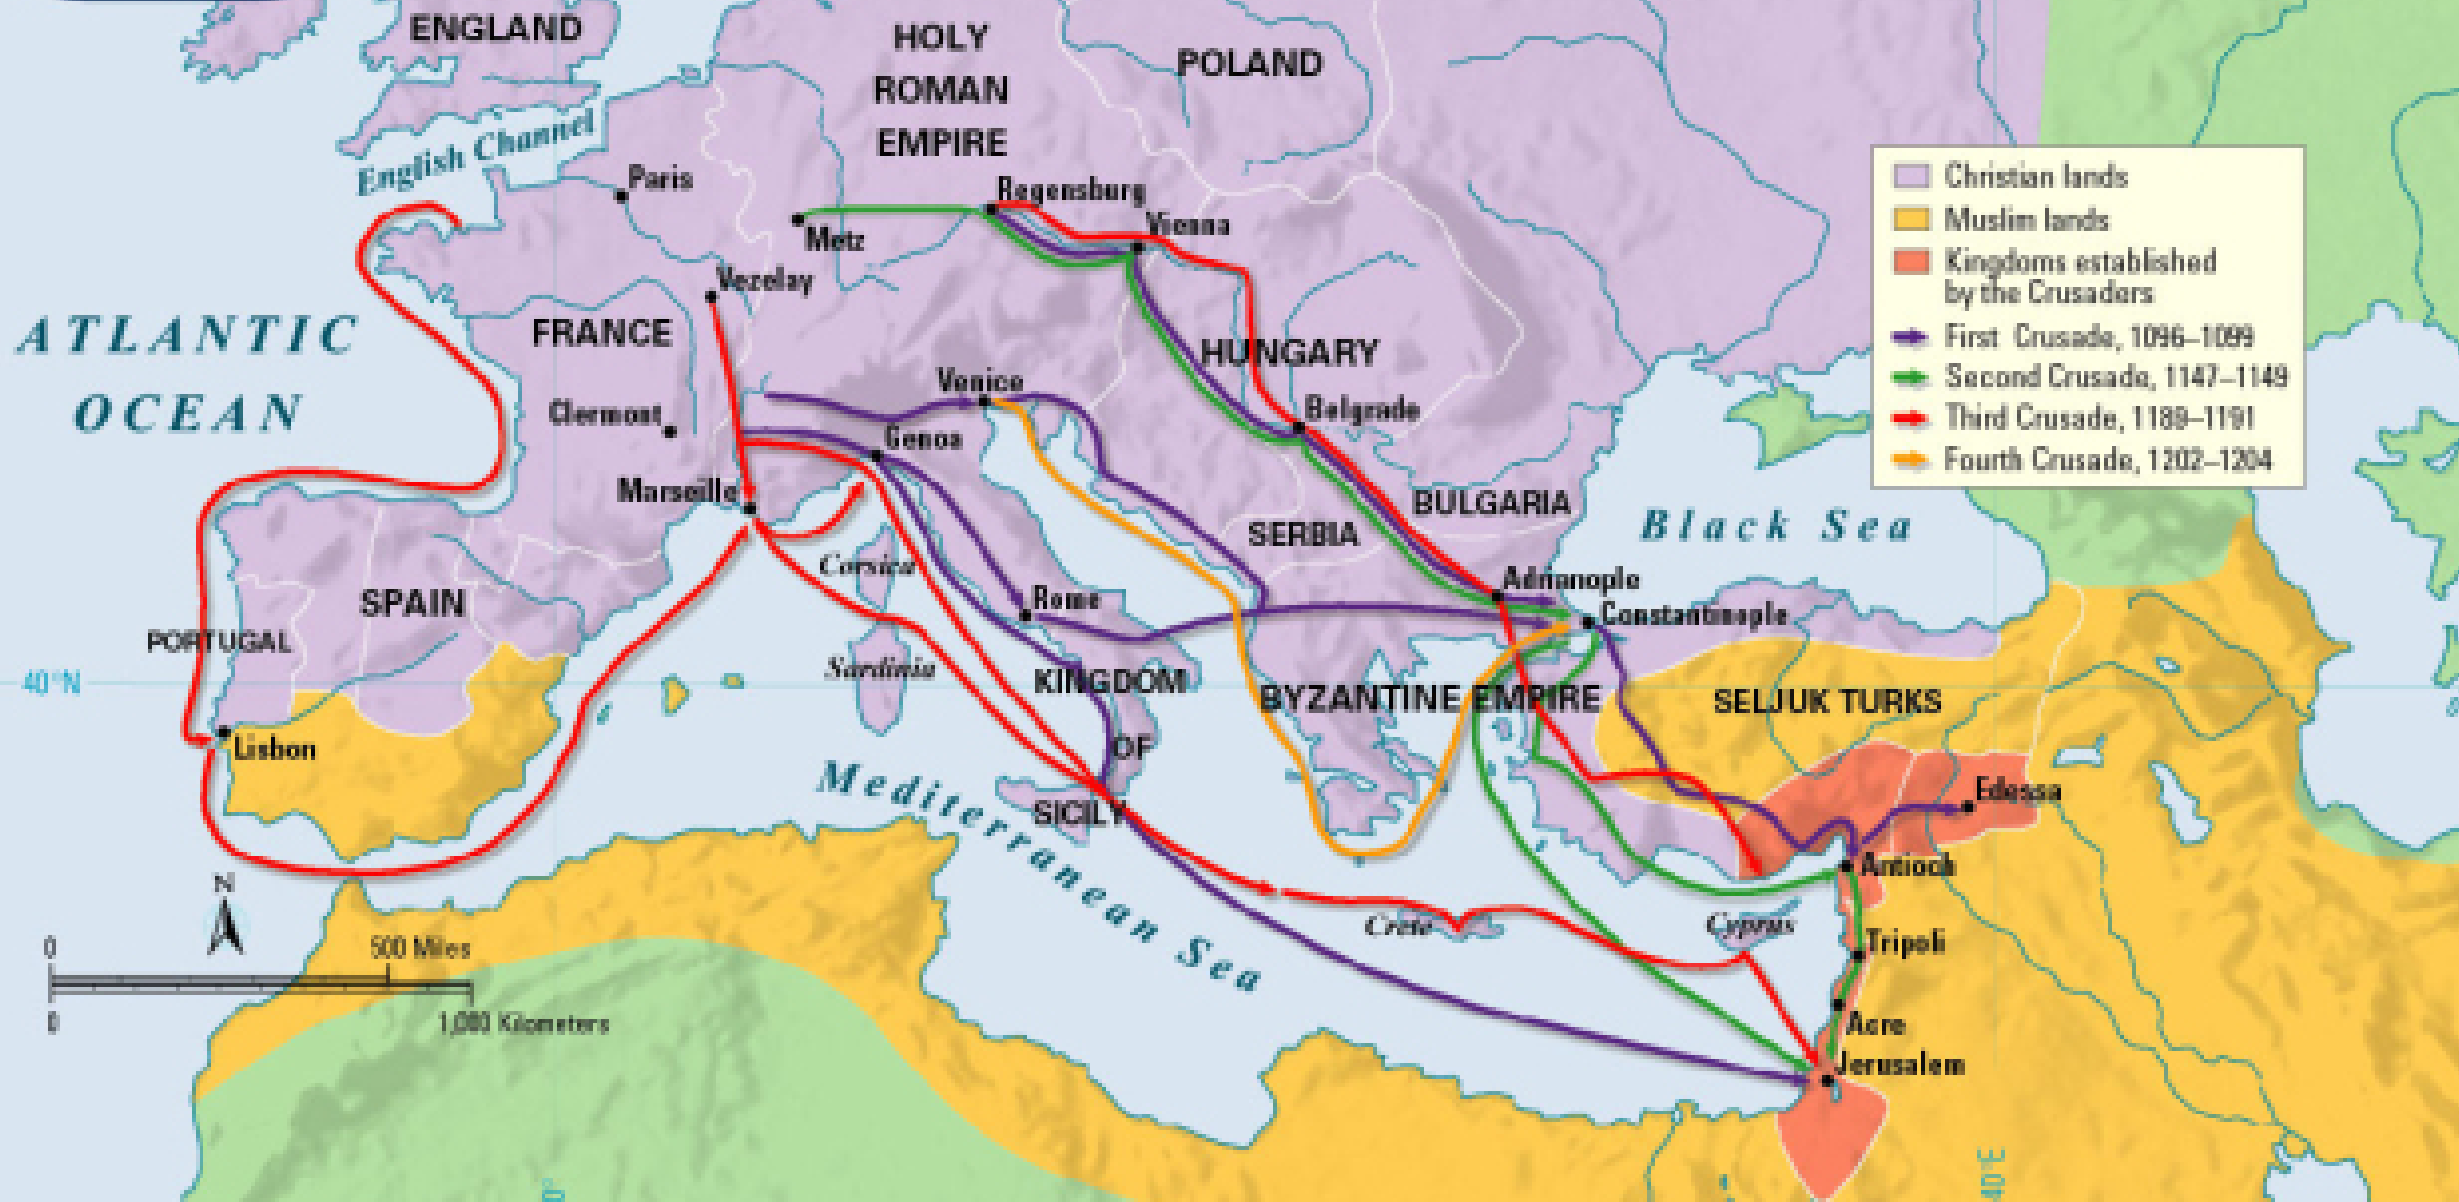 ENGLAND
HOLY
ROMAN
EMPIRE
POLAND
English Channel
Paris
Regensburg
Metz
Vienna
Vezelay
ATLANTIC
OCEAN
FRANCE
HUNGARY
Clermont
Venice
Genoa
Belgrade
Marseille
BULGARIA
SERBIA
Black Sea
Corsica
SPAIN
PORTUGAL
Rome
Adrianople
Constantinople
Sardinia
40°N
KINGDOM
OF
SICILY
BYZANTINE EMPIRE
SELJUK TURKS
Lisbon
Mediterranean Sea
Edessa
Antioch
Crete
Cyprus
Tripoli
Acre
Jerusalem
N
0
500 Miles
0
1,000 Kilometers
0°
40°E
Christian lands
Muslim lands
Kingdoms established
by the Crusaders
First Crusade, 1096–1099
Second Crusade, 1147–1149
Third Crusade, 1189–1191
Fourth Crusade, 1202–1204